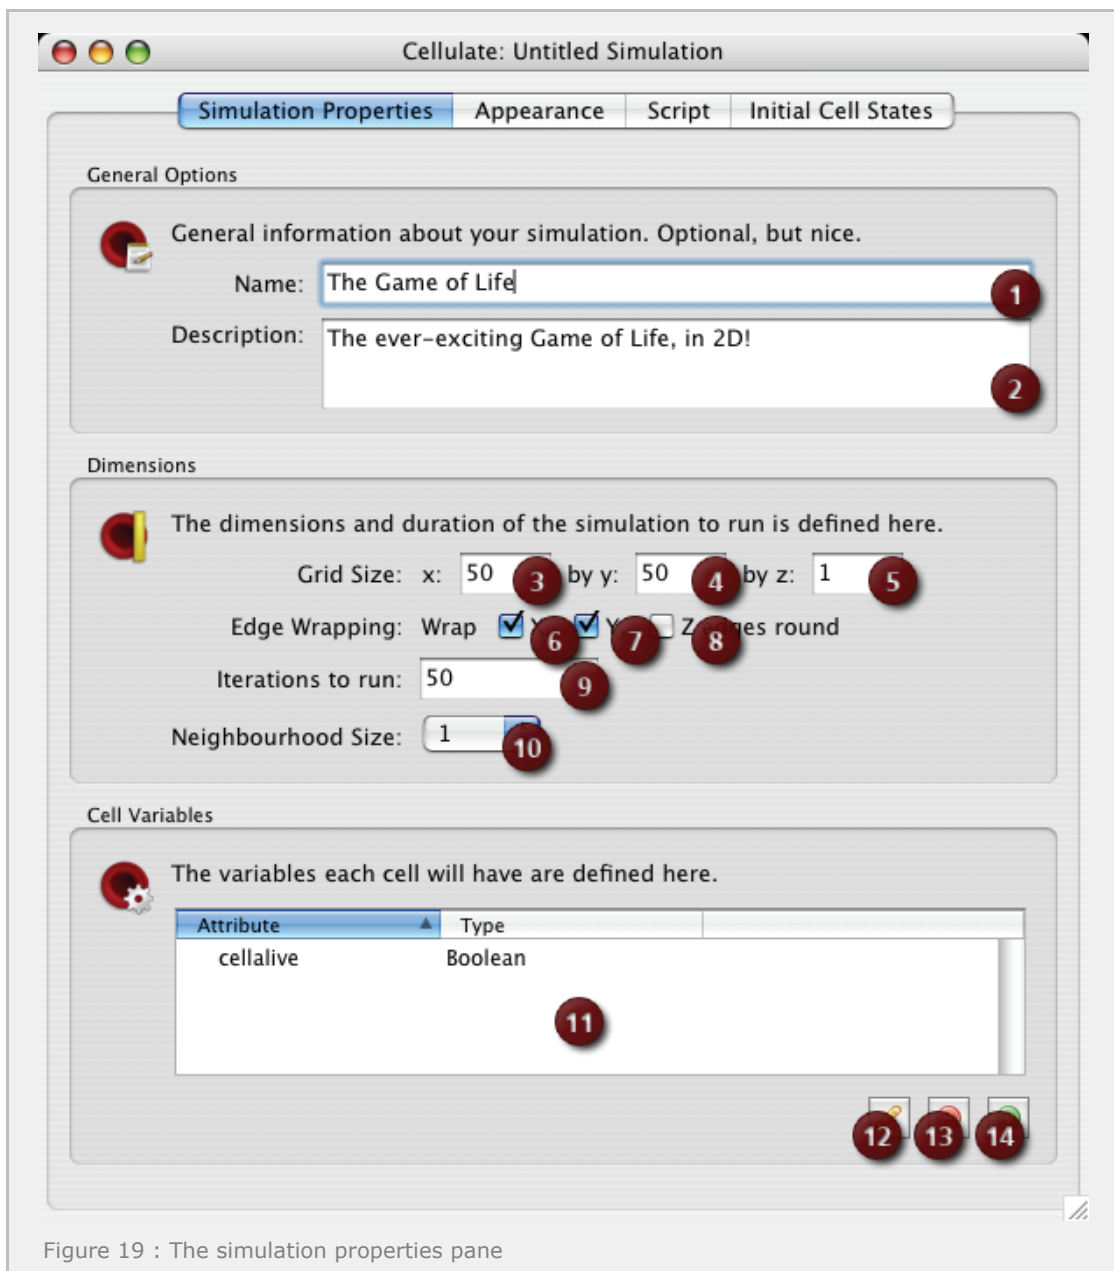 Cellulate: Untitled Simulation
Simulation Properties Appearance Script Initial Cell States
General Options
General information about your simulation. Optional, but nice.
Name: The Game of Life 1
Description: The ever-exciting Game of Life, in 2D!
2
Dimensions
The dimensions and duration of the simulation to run is defined here.
Grid Size: x: 50 3 by y: 50 4 by z: 1 5
Edge Wrapping: Wrap X 6 Y 7 Z 8 edges round
Iterations to run: 50 9
Neighbourhood Size: 1 10
Cell Variables
The variables each cell will have are defined here.
Attribute Type
cellalive Boolean
11
12 13 14
Figure 19 : The simulation properties pane